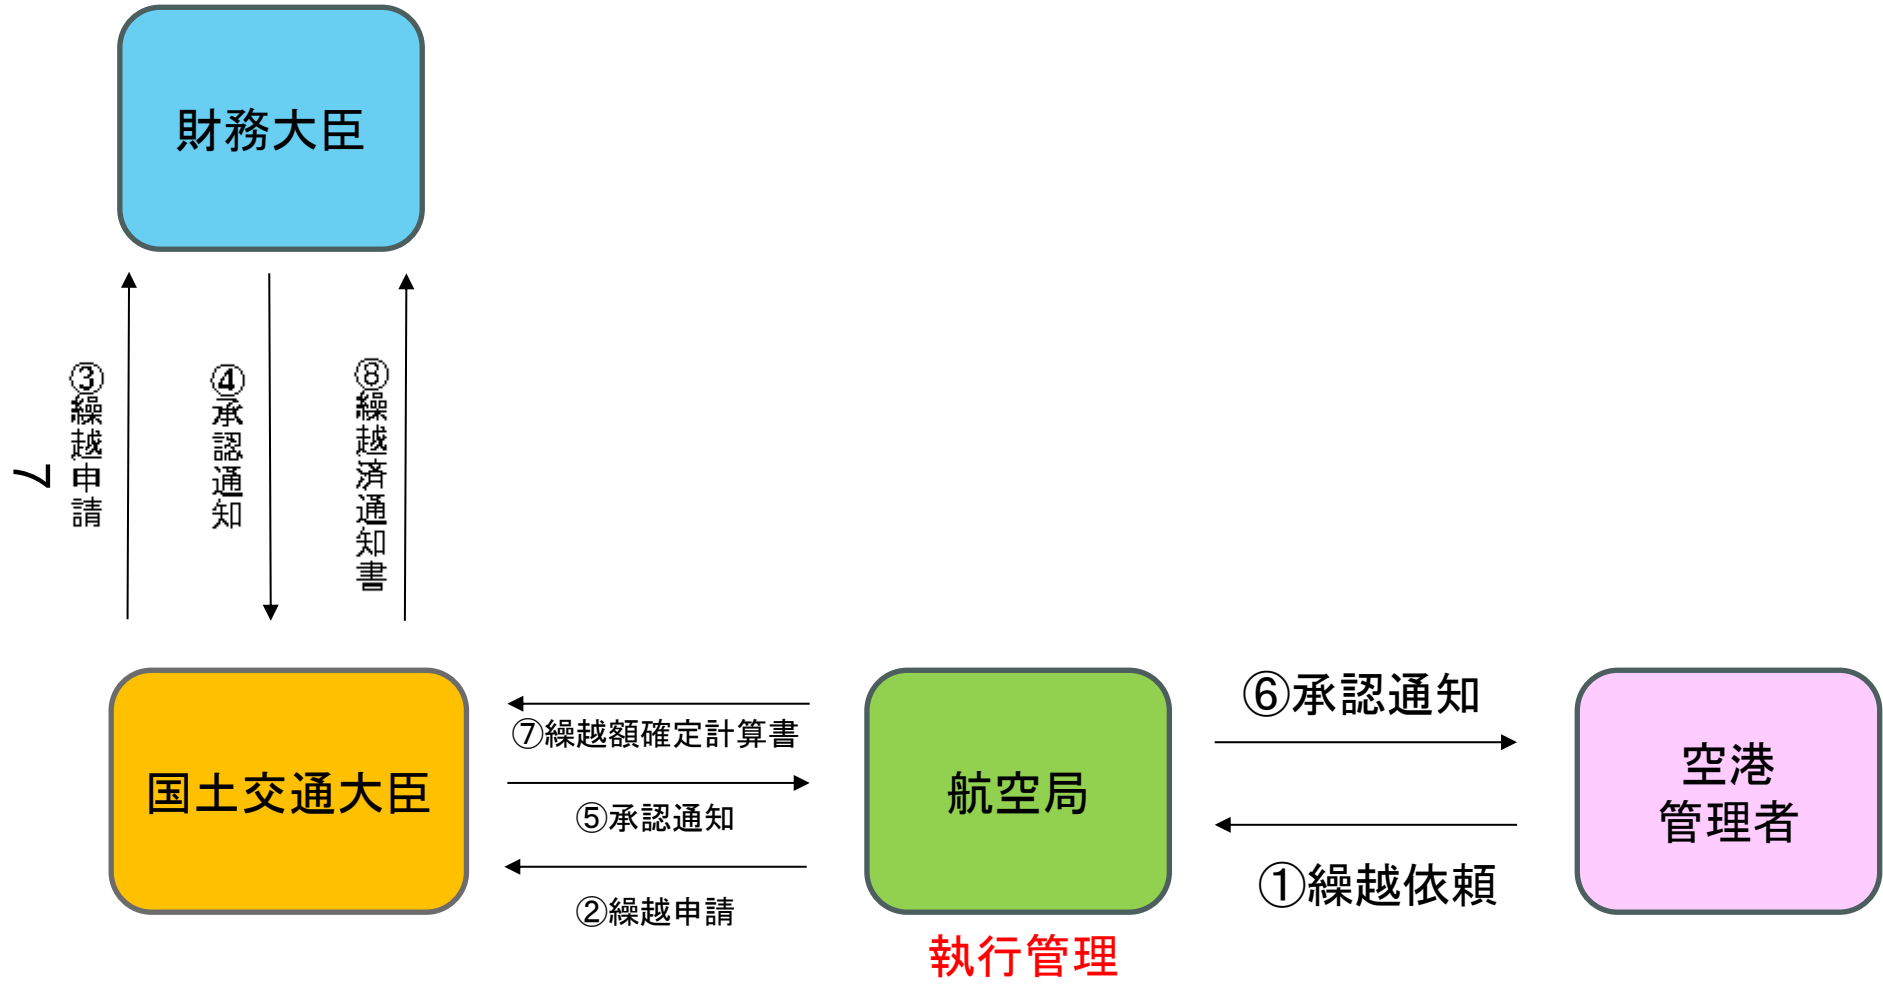 財務大臣
③繰越申請
④承認通知
⑧繰越済通知書
7
国土交通大臣
⑦繰越額確定計算書
⑤承認通知
②繰越申請
航空局
執行管理
⑥承認通知
①繰越依頼
空港
管理者